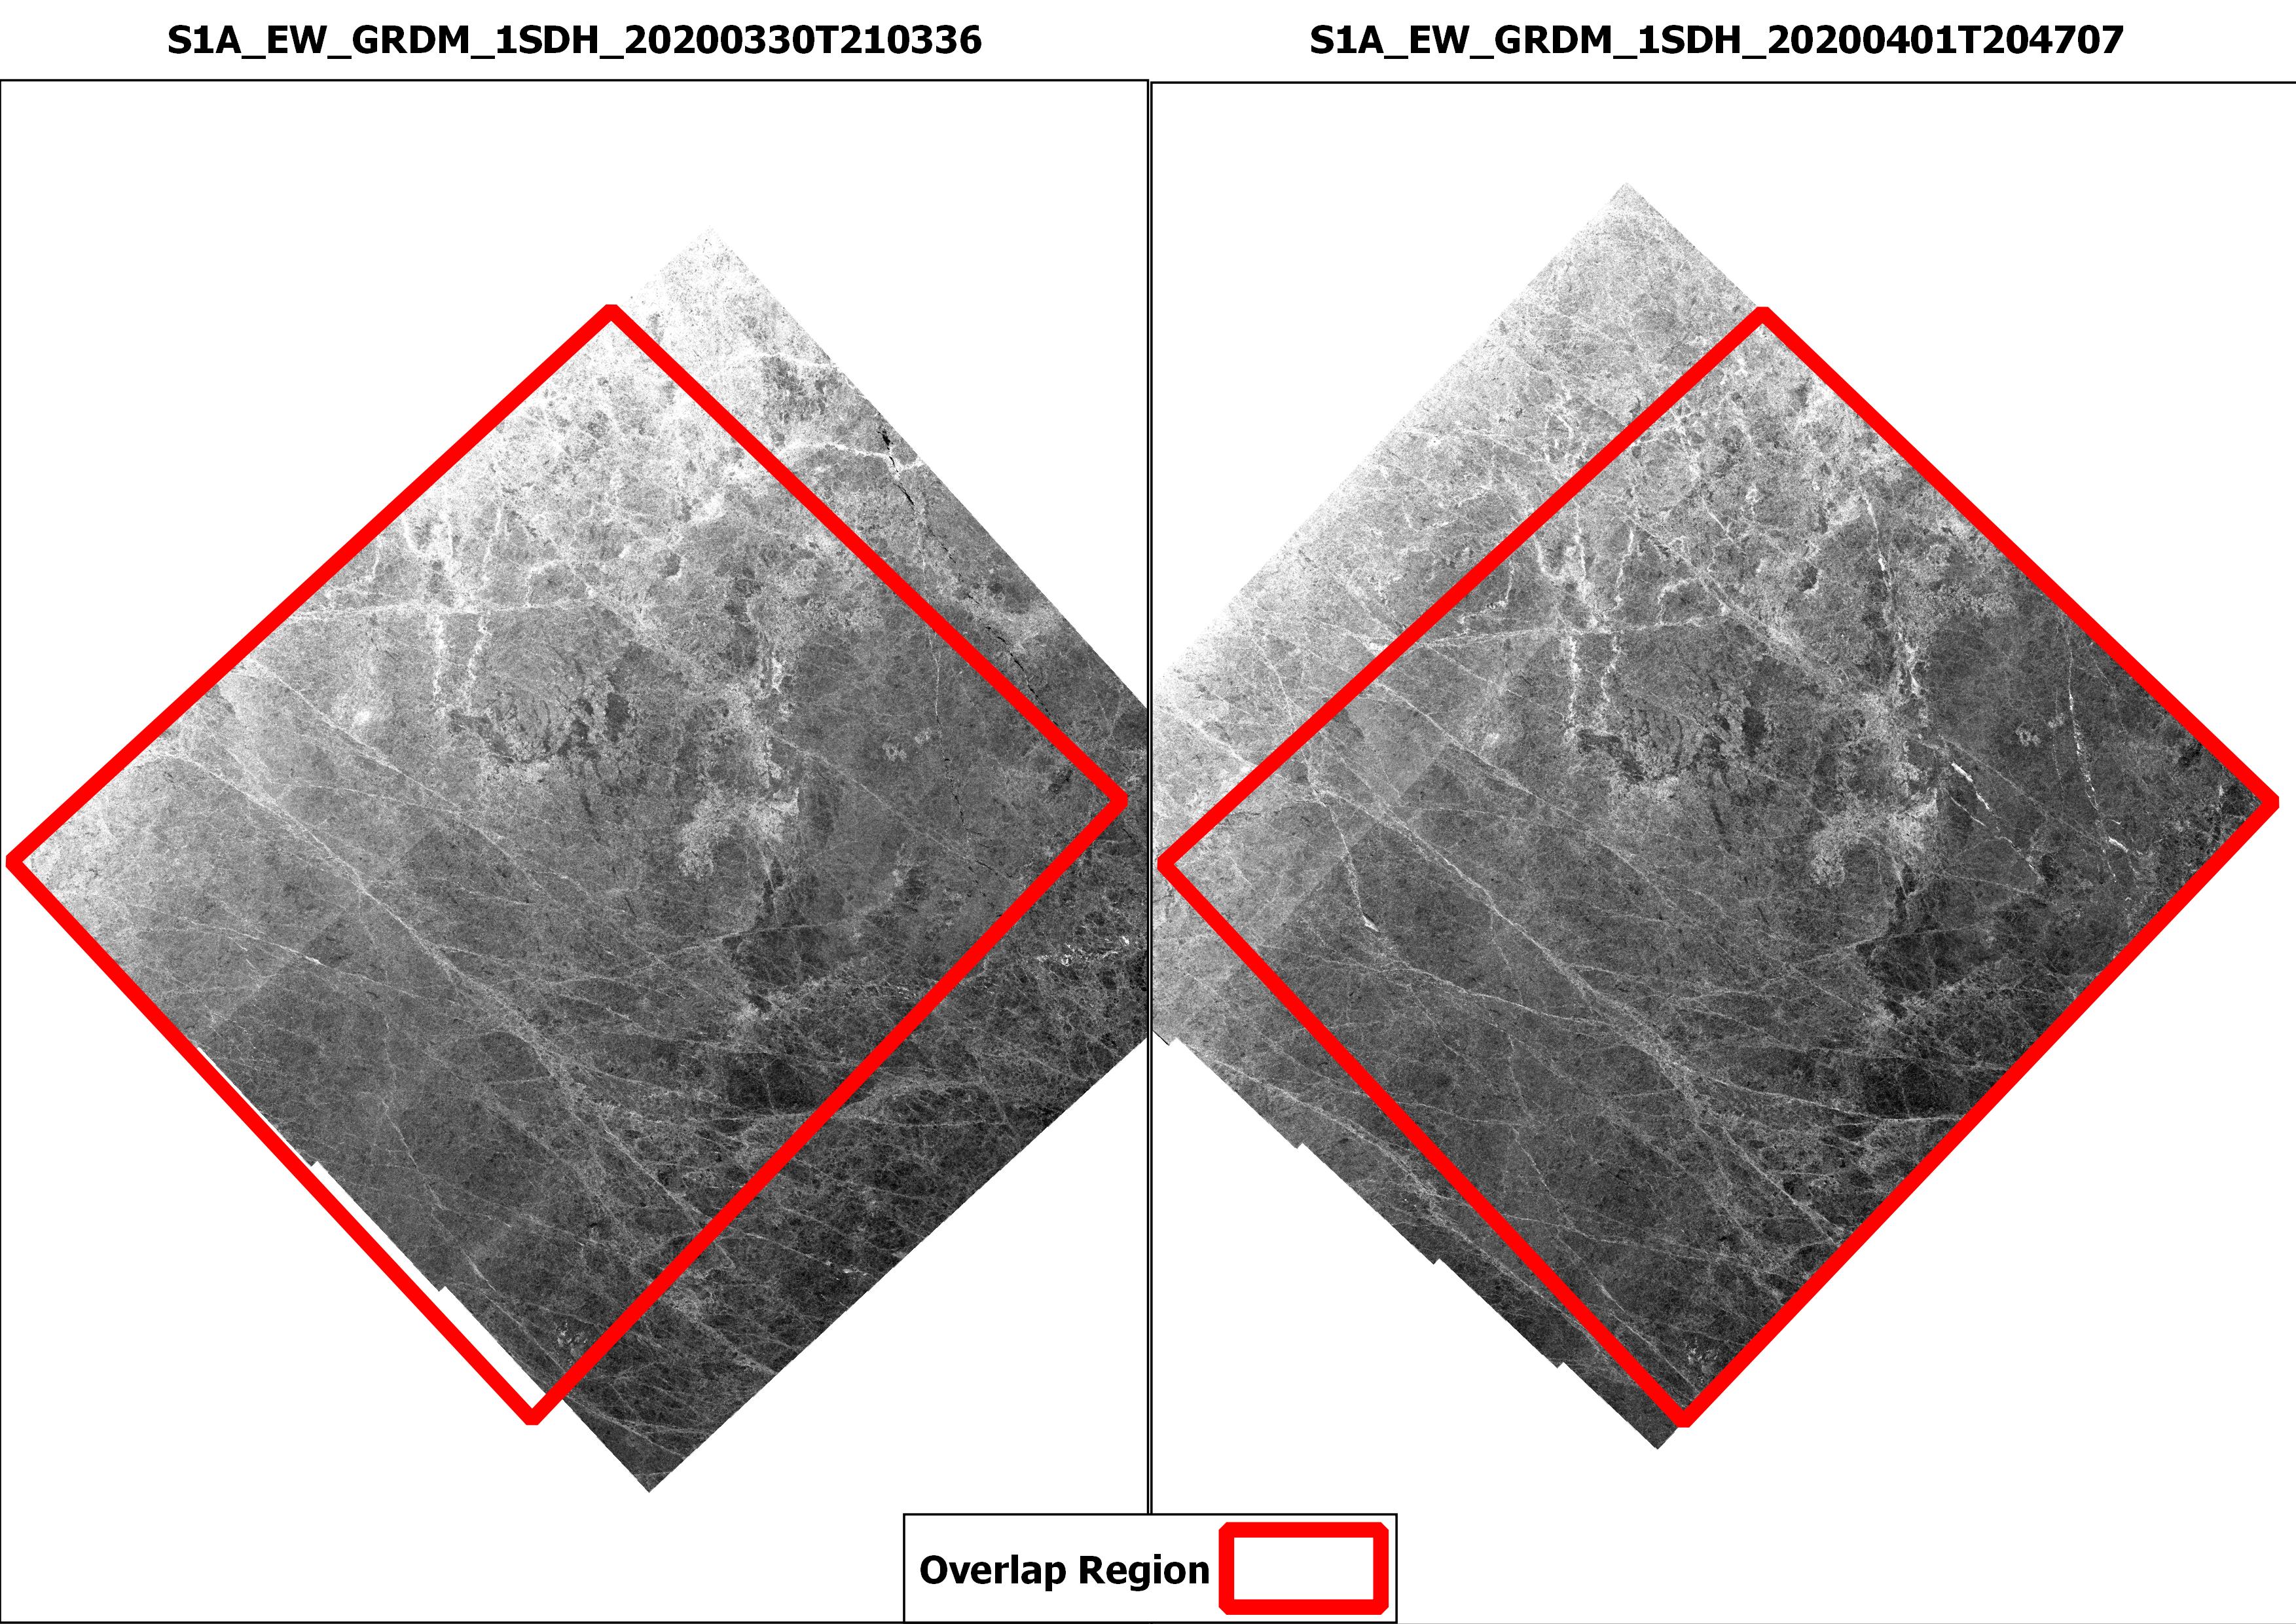 S1A_EW_GRDM_1SDH_20200330T210336
S1A_EW_GRDM_1SDH_20200401T204707
Overlap Region